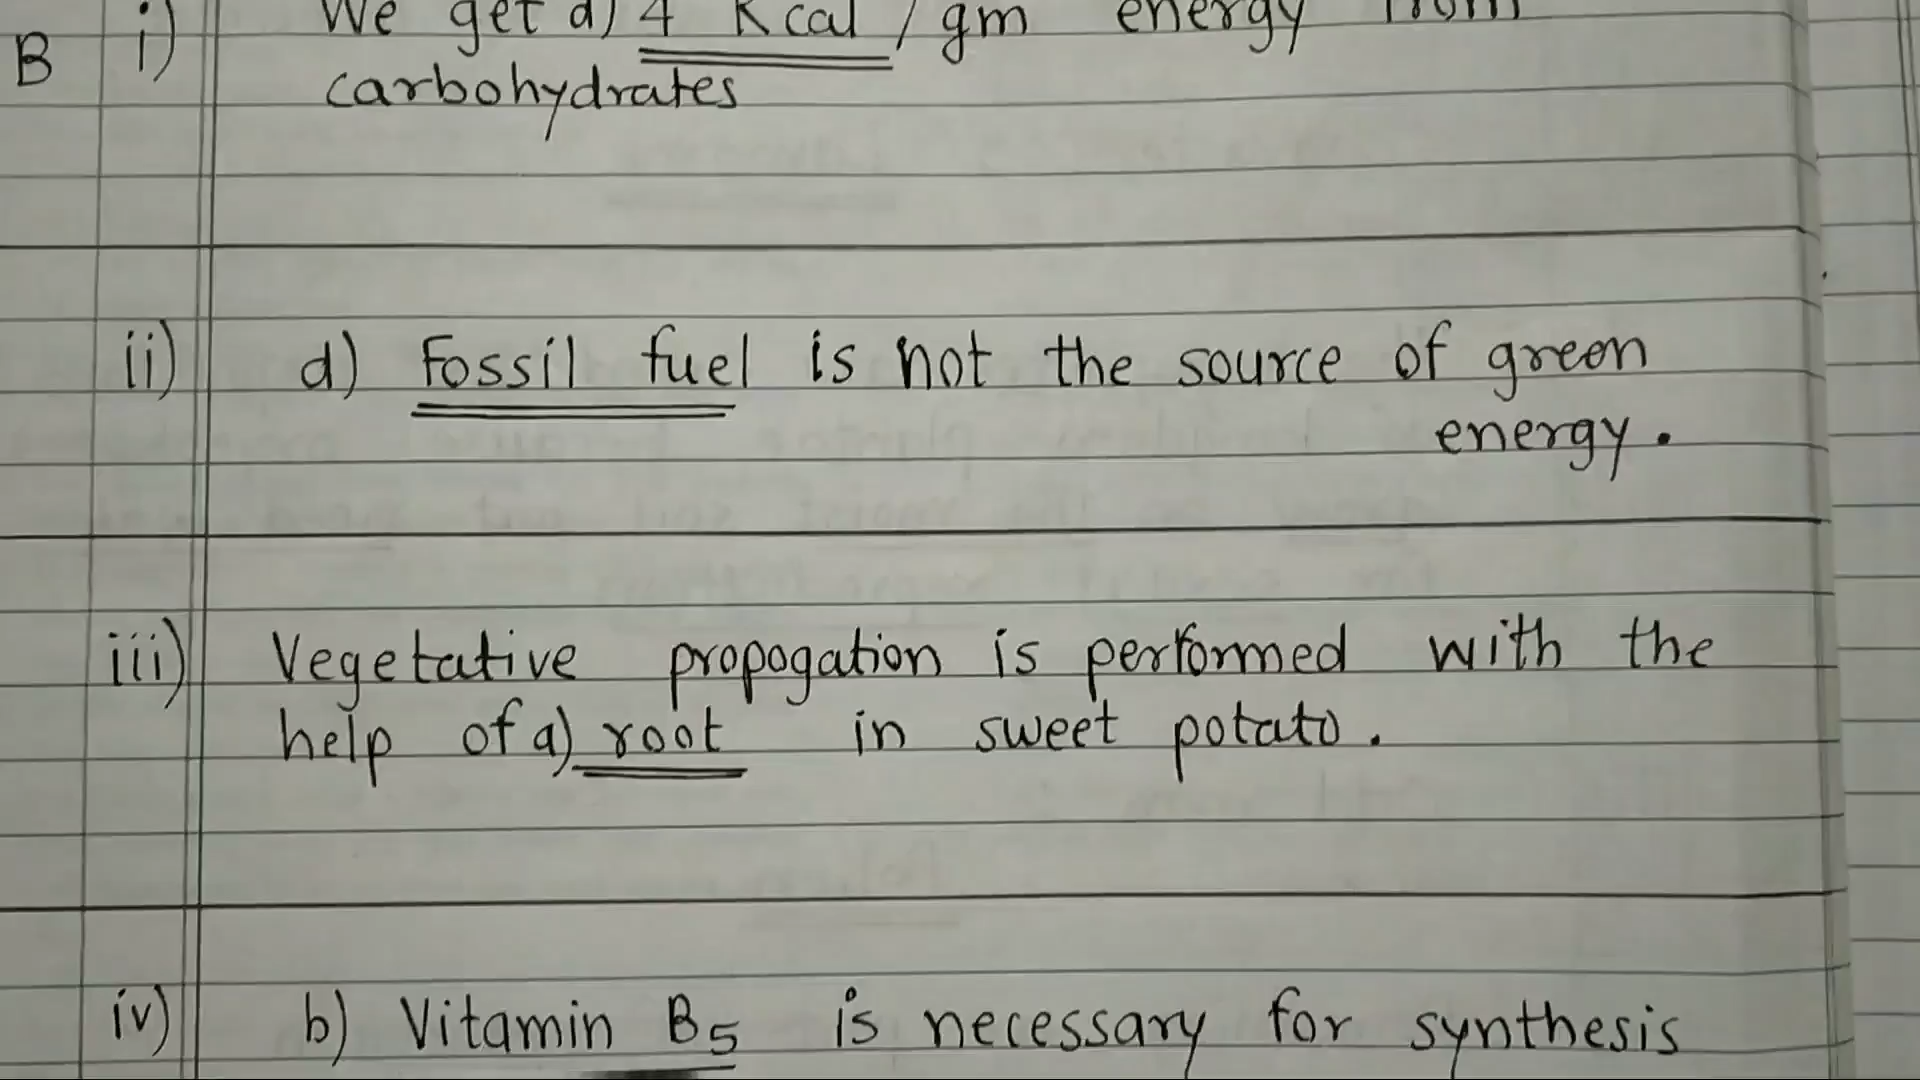 B i) We get a) 4 Kcal / gm energy from
carbohydrates
ii) d) Fossil fuel is not the source of green
energy.
iii) Vegetative propogation is performed with the
help of a) root in sweet potato.
iv) b) Vitamin B5 is necessary for synthesis